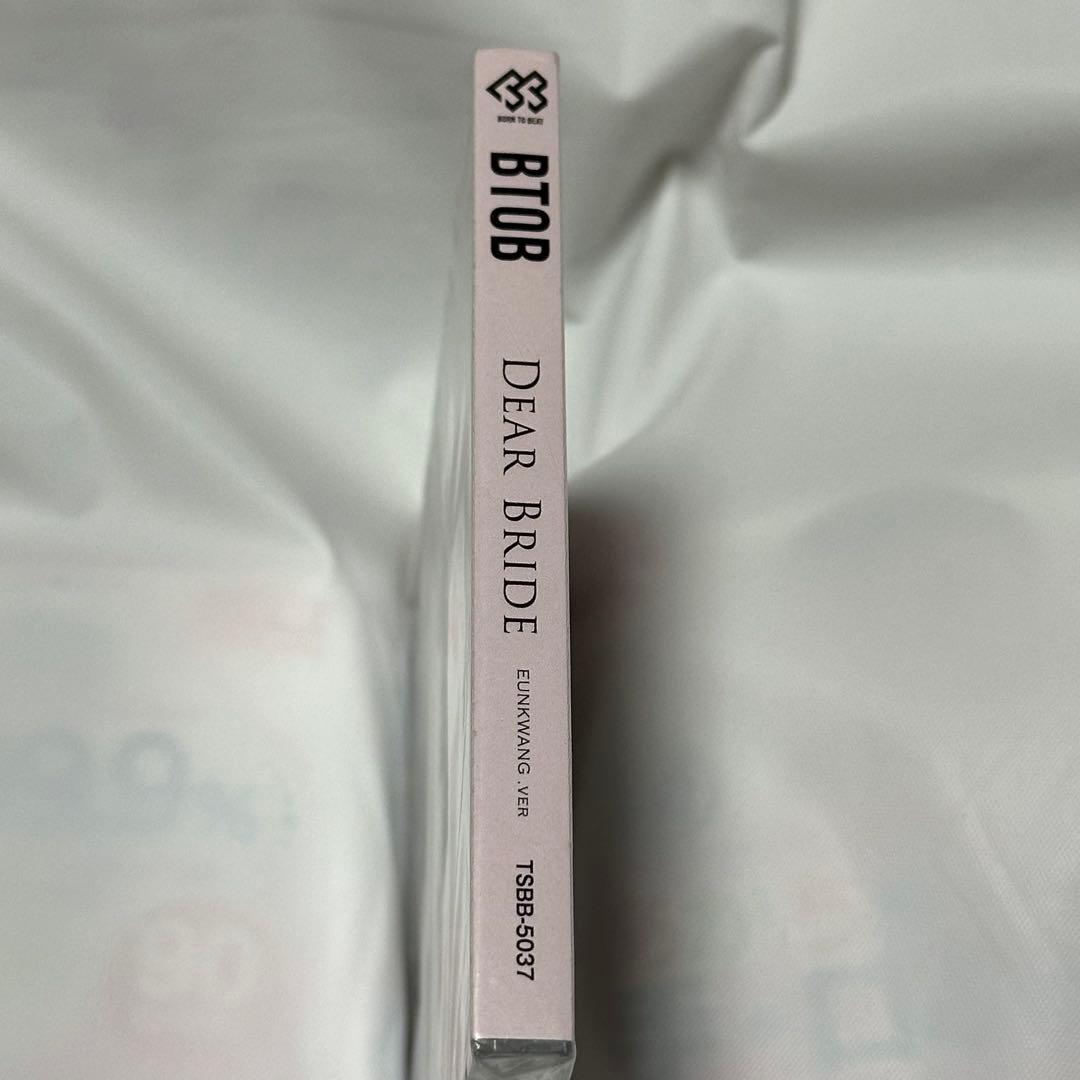 BORN TO BEAT
BTOB
DEAR BRIDE
EUNKWANG .VER
TSBB-5037